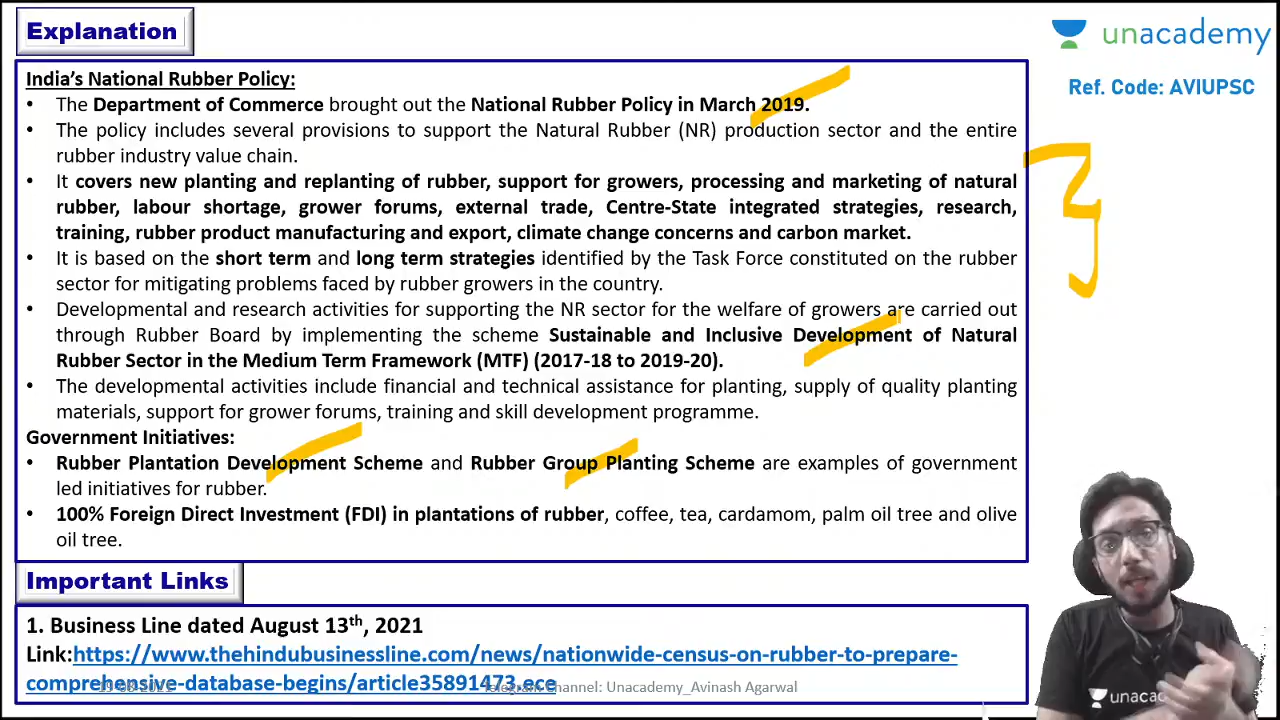 Explanation
unacademy
Ref. Code: AVIUPSC
India's National Rubber Policy:
• The Department of Commerce brought out the National Rubber Policy in March 2019.
• The policy includes several provisions to support the Natural Rubber (NR) production sector and the entire
rubber industry value chain.
• It covers new planting and replanting of rubber, support for growers, processing and marketing of natural
rubber, labour shortage, grower forums, external trade, Centre-State integrated strategies, research,
training, rubber product manufacturing and export, climate change concerns and carbon market.
• It is based on the short term and long term strategies identified by the Task Force constituted on the rubber
sector for mitigating problems faced by rubber growers in the country.
• Developmental and research activities for supporting the NR sector for the welfare of growers are carried out
through Rubber Board by implementing the scheme Sustainable and Inclusive Development of Natural
Rubber Sector in the Medium Term Framework (MTF) (2017-18 to 2019-20).
• The developmental activities include financial and technical assistance for planting, supply of quality planting
materials, support for grower forums, training and skill development programme.
Government Initiatives:
• Rubber Plantation Development Scheme and Rubber Group Planting Scheme are examples of government
led initiatives for rubber.
• 100% Foreign Direct Investment (FDI) in plantations of rubber, coffee, tea, cardamom, palm oil tree and olive
oil tree.
Important Links
1. Business Line dated August 13th, 2021
Link:https://www.thehindubusinessline.com/news/nationwide-census-on-rubber-to-prepare-
comprehensive-database-begins/article35891473.ece
19-08-2021
Telegram Channel: Unacademy_Avinash Agarwal
unacad